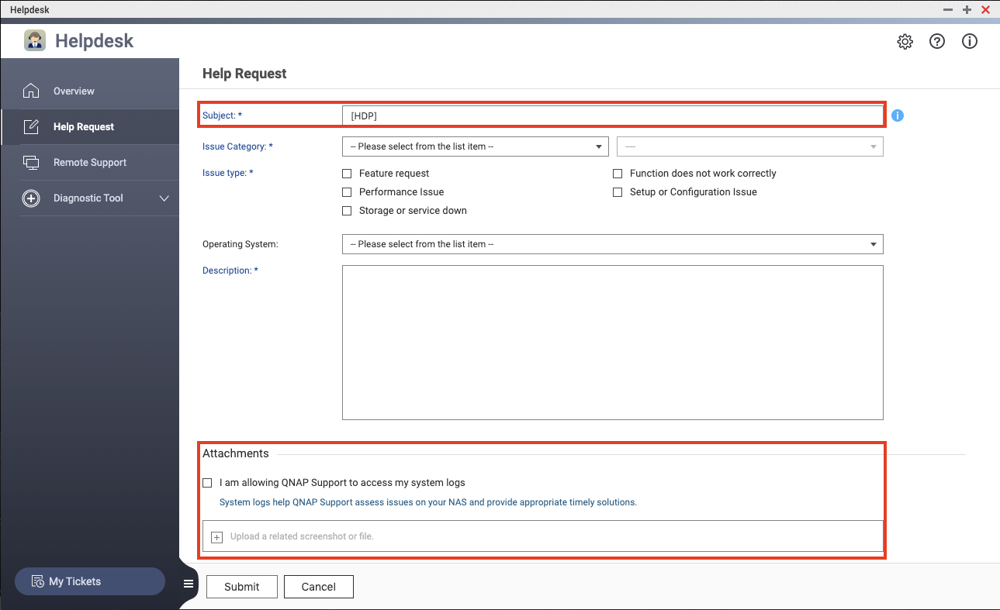 Helpdesk
Helpdesk
Overview
Help Request
Remote Support
Diagnostic Tool
My Tickets
Help Request
Subject: * [HDP]
Issue Category: * -- Please select from the list item -- ----
Issue type: * Feature request Function does not work correctly
Performance Issue Setup or Configuration Issue
Storage or service down
Operating System: -- Please select from the list item --
Description: *
Attachments
I am allowing QNAP Support to access my system logs
System logs help QNAP Support assess issues on your NAS and provide appropriate timely solutions.
Upload a related screenshot or file.
Submit Cancel